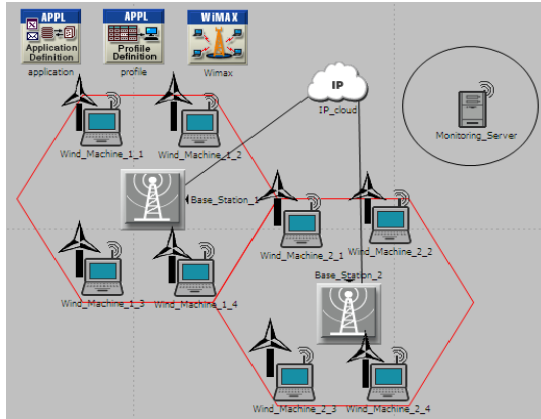 APPL
Application
Definition
application
APPL
Profile
Definition
profile
WiMAX
Wimax
IP
IP_cloud
Monitoring_Server
Wind_Machine_1_1
Wind_Machine_1_2
Base_Station_1
Wind_Machine_2_1
Wind_Machine_2_2
Base_Station_2
Wind_Machine_1_3
Wind_Machine_1_4
Wind_Machine_2_3
Wind_Machine_2_4